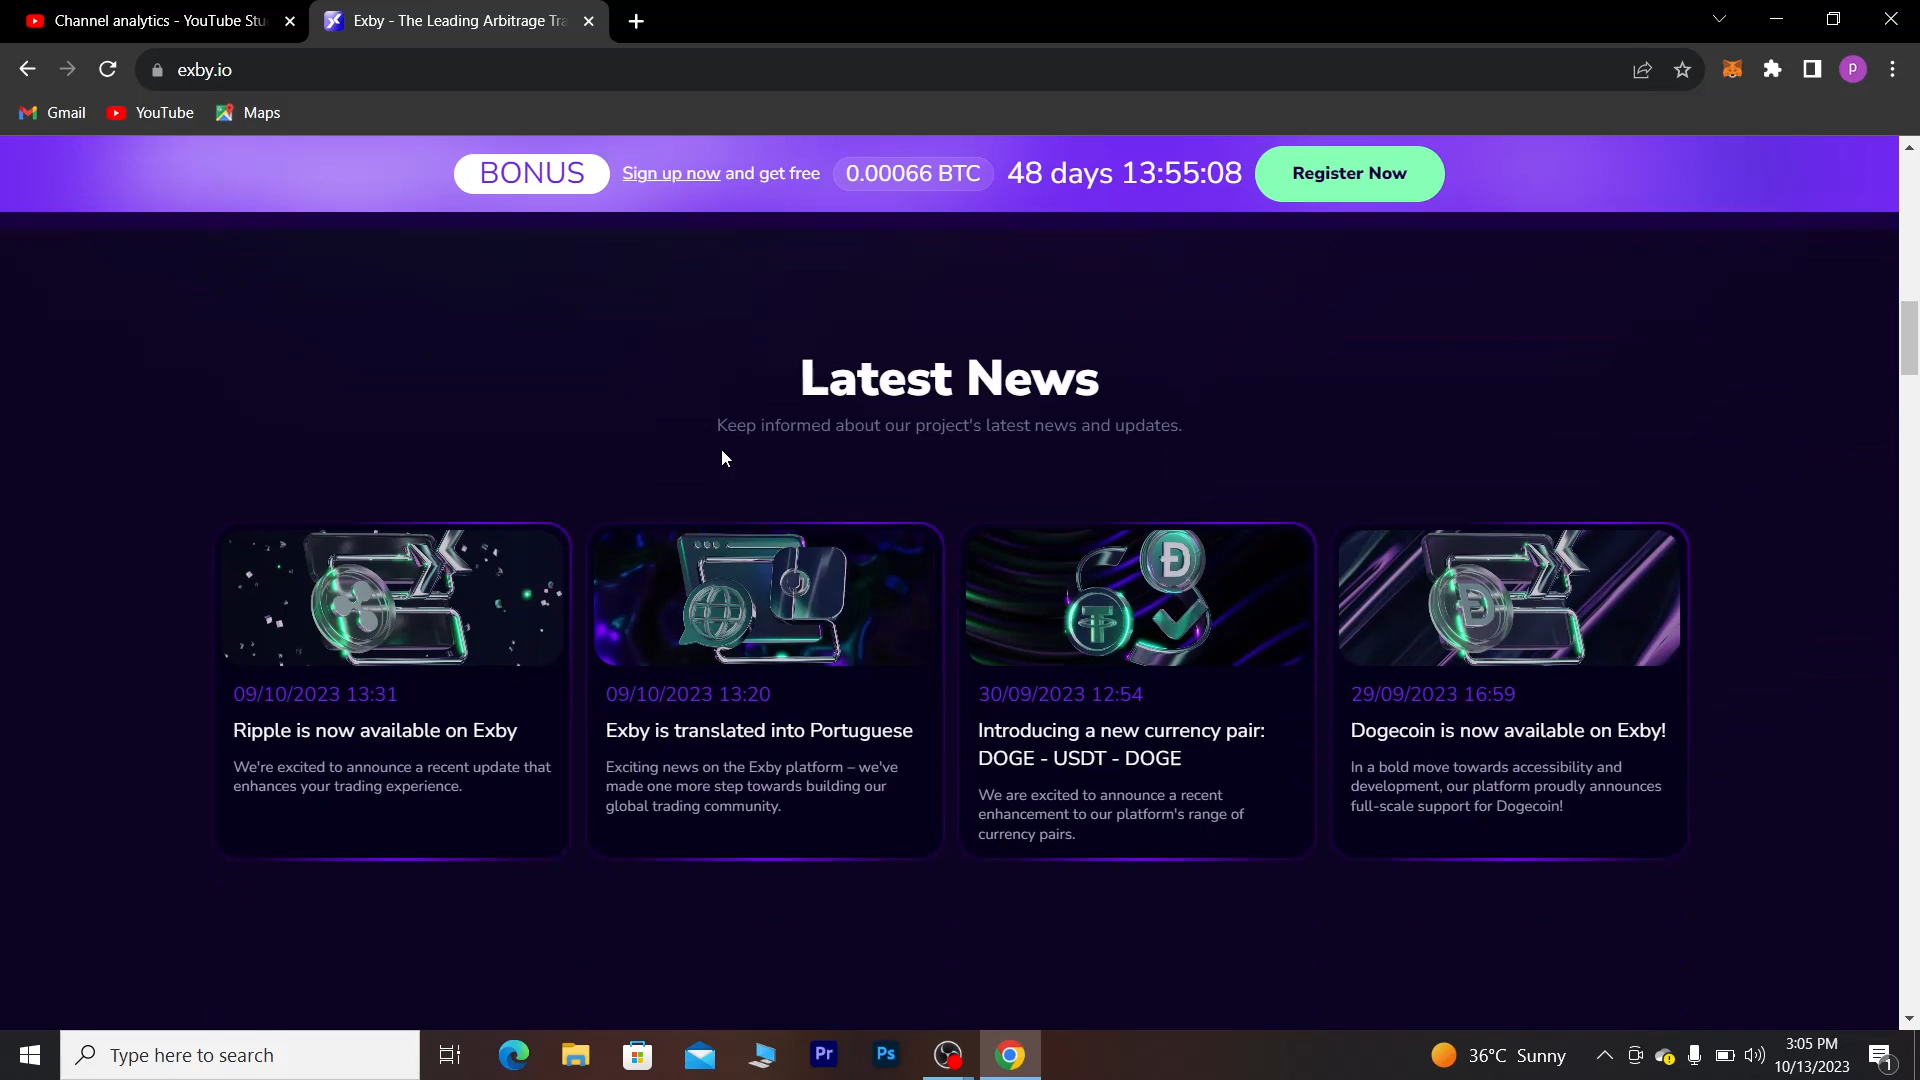 Channel analytics - YouTube Stu
Exby - The Leading Arbitrage Tra
exby.io
P
Gmail
YouTube
Maps
BONUS
Sign up now and get free
0.00066 BTC
48 days 13:55:08
Register Now
Latest News
Keep informed about our project's latest news and updates.
09/10/2023 13:31
Ripple is now available on Exby
We're excited to announce a recent update that
enhances your trading experience.
09/10/2023 13:20
Exby is translated into Portuguese
Exciting news on the Exby platform – we've
made one more step towards building our
global trading community.
30/09/2023 12:54
Introducing a new currency pair:
DOGE - USDT - DOGE
We are excited to announce a recent
enhancement to our platform's range of
currency pairs.
29/09/2023 16:59
Dogecoin is now available on Exby!
In a bold move towards accessibility and
development, our platform proudly announces
full-scale support for Dogecoin!
Type here to search
Pr
Ps
36°C Sunny
3:05 PM
10/13/2023
1